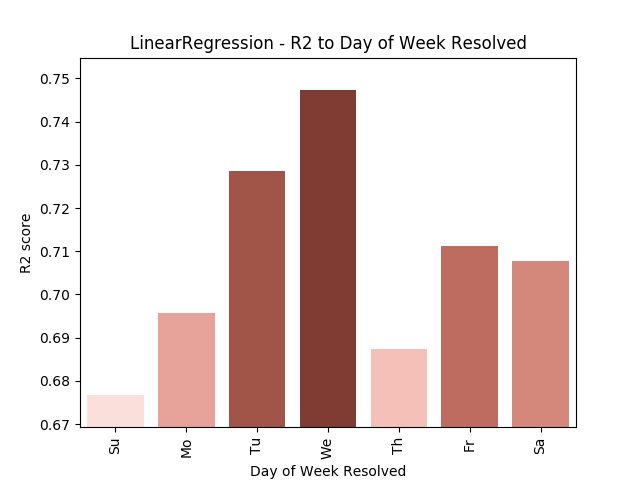 LinearRegression - R2 to Day of Week Resolved
0.75
0.74
0.73
0.72
0.71
0.70
0.69
0.68
0.67
R2 score
Su
Mo
Tu
We
Th
Fr
Sa
Day of Week Resolved